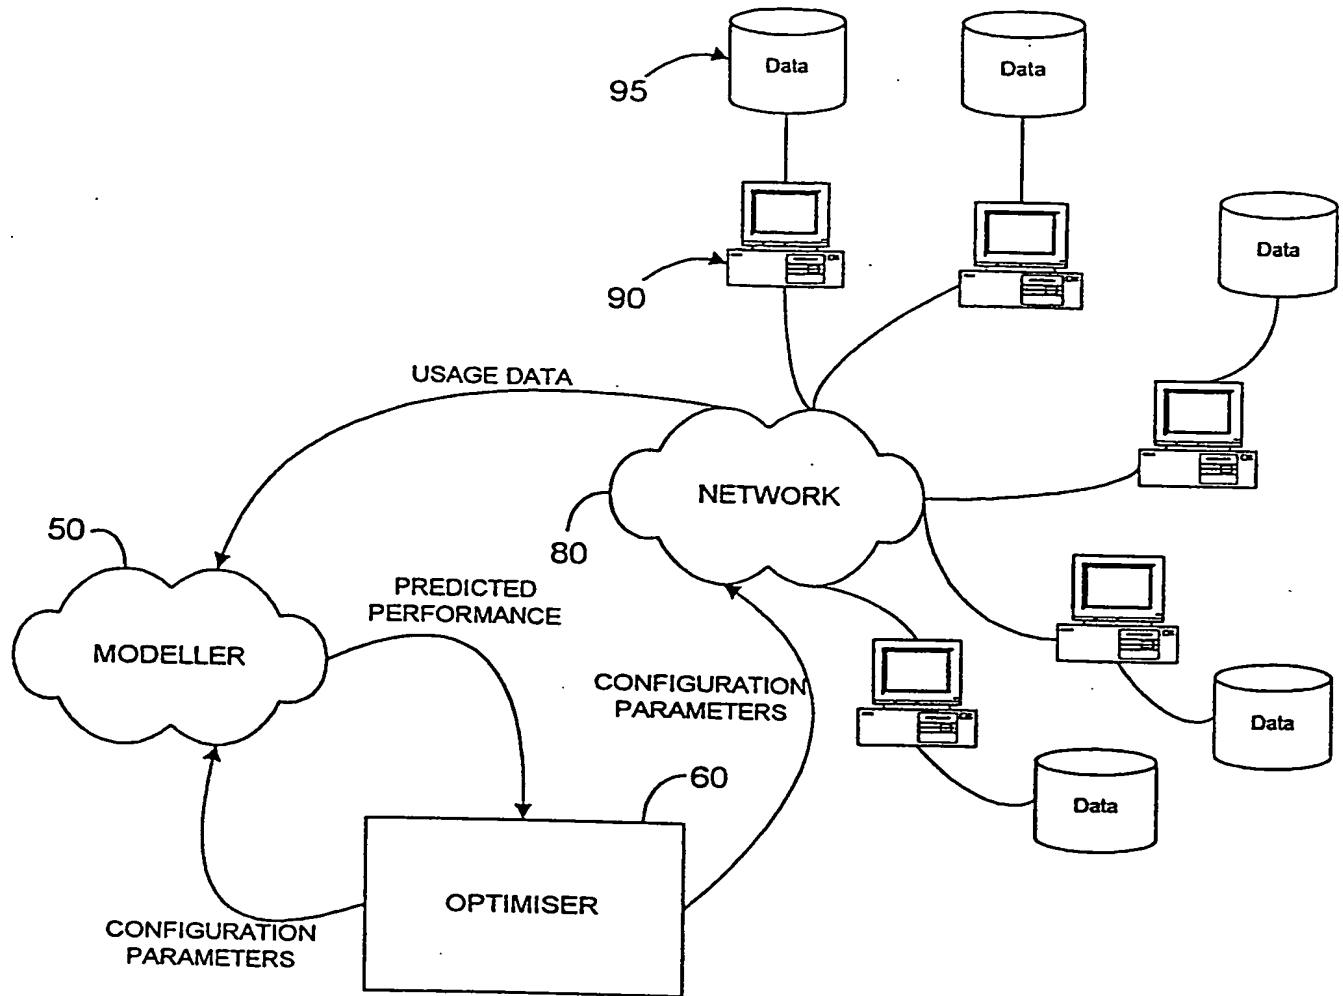 Data
Data
95
Data
90
USAGE DATA
NETWORK
50
80
PREDICTED
PERFORMANCE
MODELLER
CONFIGURATION
PARAMETERS
Data
60
Data
OPTIMISER
CONFIGURATION
PARAMETERS